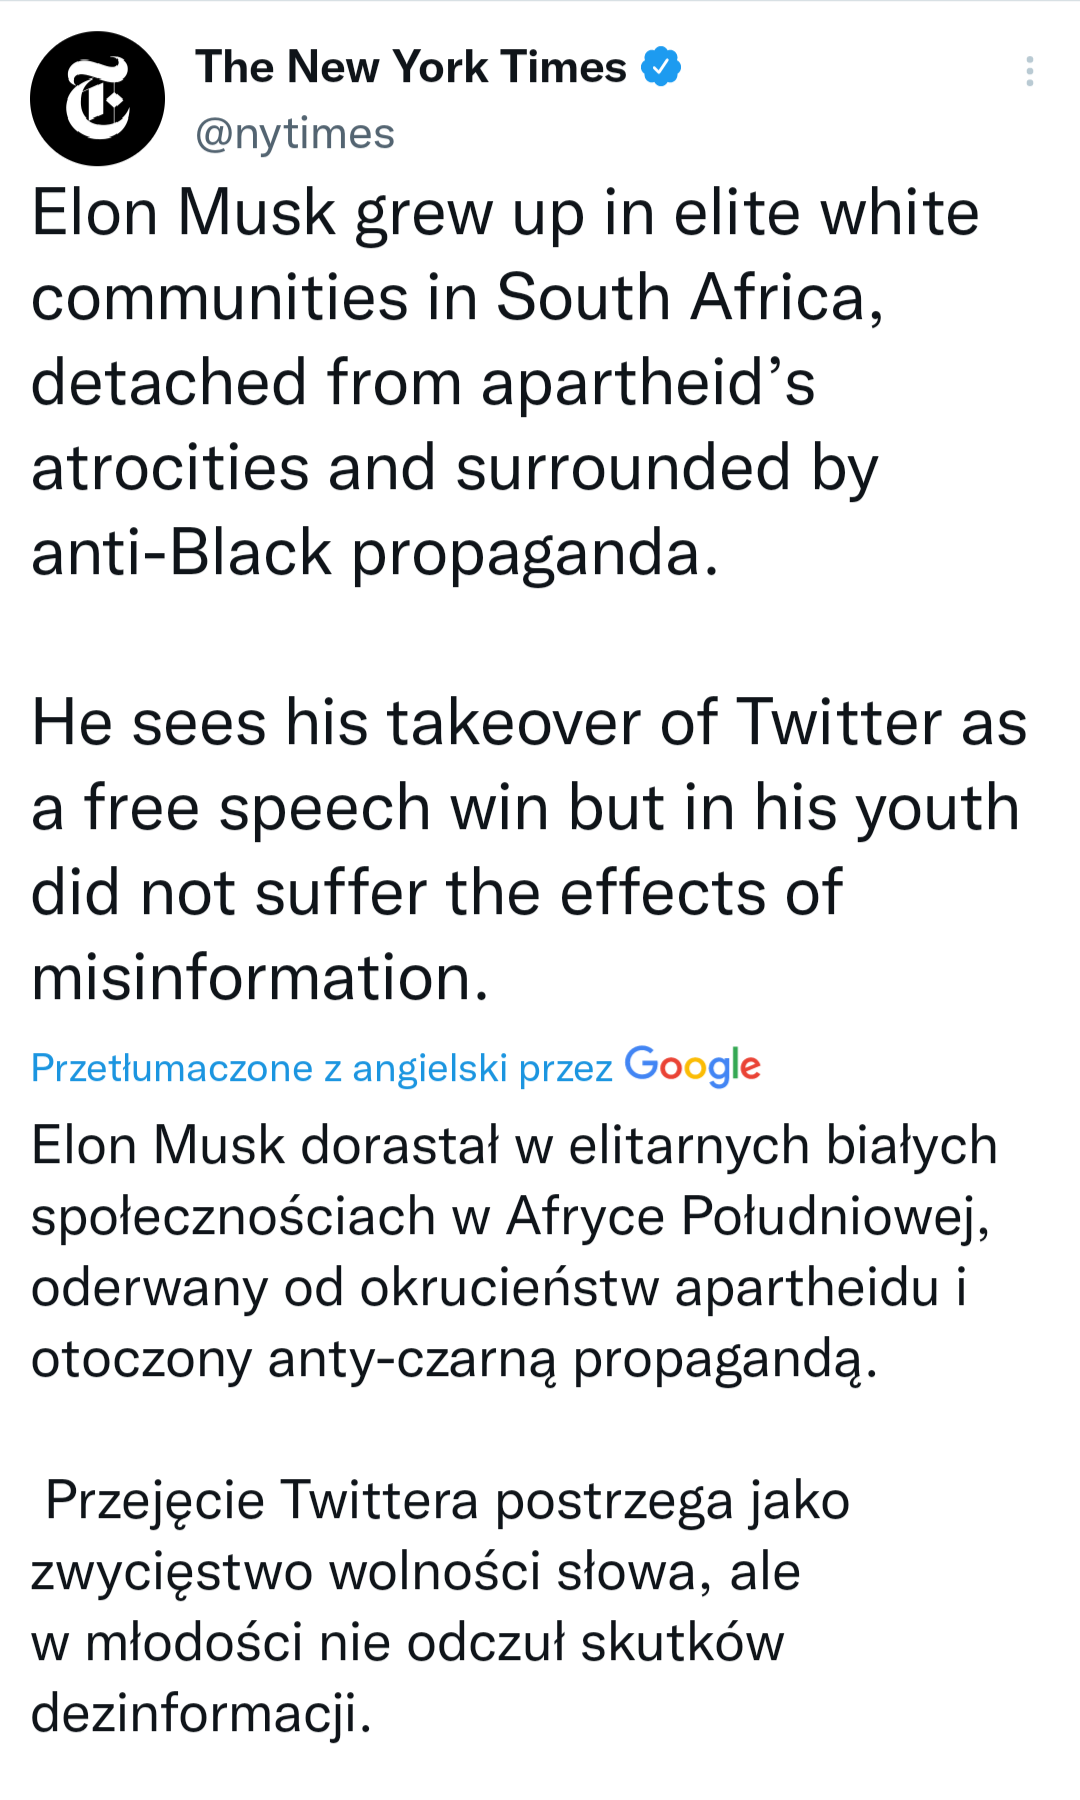 The New York Times
@nytimes
Elon Musk grew up in elite white
communities in South Africa,
detached from apartheid’s
atrocities and surrounded by
anti-Black propaganda.
He sees his takeover of Twitter as
a free speech win but in his youth
did not suffer the effects of
misinformation.
Przetłumaczone z angielski przez Google
Elon Musk dorastał w elitarnych białych
społecznościach w Afryce Południowej,
oderwany od okrucieństw apartheidu i
otoczony anty-czarną propagandą.
Przejęcie Twittera postrzega jako
zwycięstwo wolności słowa, ale
w młodości nie odczuł skutków
dezinformacji.